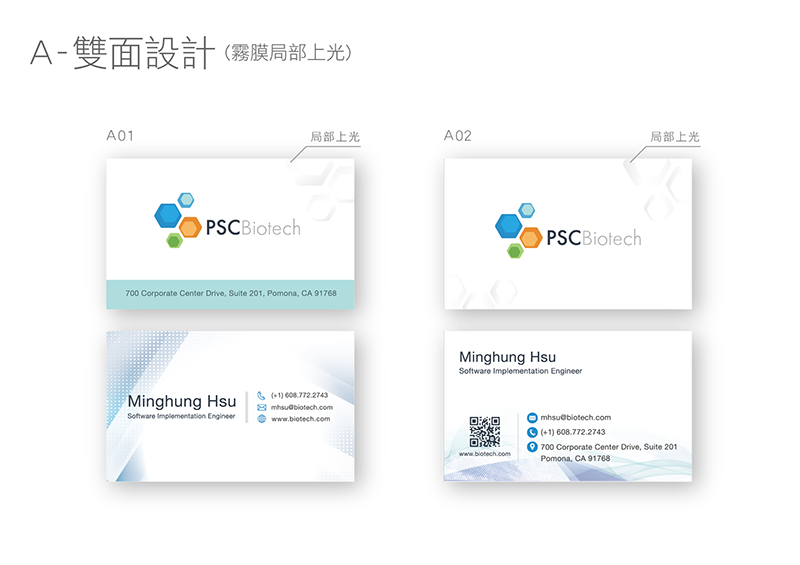 A-雙面設計（霧膜局部上光）
A01
局部上光
PSCBiotech
700 Corporate Center Drive, Suite 201, Pomona, CA 91768
Minghung Hsu
Software Implementation Engineer
(+1) 608.772.2743
mhsu@biotech.com
www.biotech.com
A02
局部上光
PSCBiotech
Minghung Hsu
Software Implementation Engineer
www.biotech.com
mhsu@biotech.com
(+1) 608.772.2743
700 Corporate Center Drive, Suite 201
Pomona, CA 91768